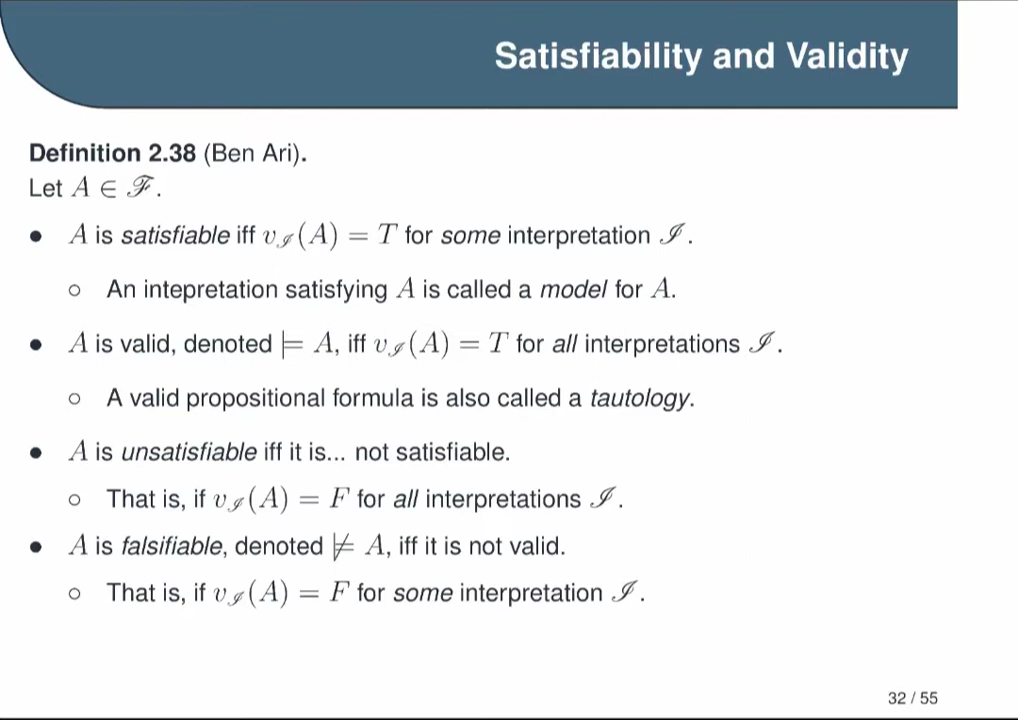 Satisfiability and Validity
Definition 2.38 (Ben Ari).
Let A ∈ ℱ.
● A is satisfiable iff v_ℐ(A) = T for some interpretation ℐ.
○ An intepretation satisfying A is called a model for A.
● A is valid, denoted ⊨ A, iff v_ℐ(A) = T for all interpretations ℐ.
○ A valid propositional formula is also called a tautology.
● A is unsatisfiable iff it is... not satisfiable.
○ That is, if v_ℐ(A) = F for all interpretations ℐ.
● A is falsifiable, denoted ⊭ A, iff it is not valid.
○ That is, if v_ℐ(A) = F for some interpretation ℐ.
32 / 55